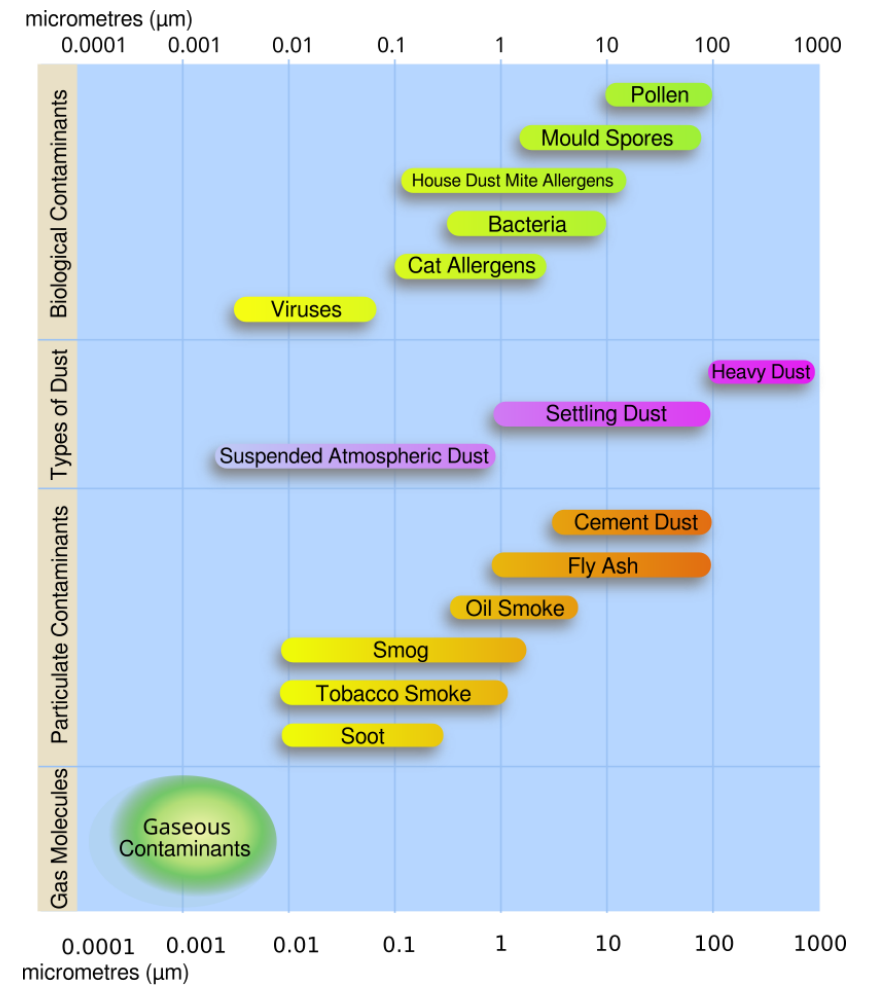 micrometres (µm)
0.0001 0.001 0.01 0.1 1 10 100 1000
Biological Contaminants
Pollen
Mould Spores
House Dust Mite Allergens
Bacteria
Cat Allergens
Viruses
Types of Dust
Heavy Dust
Settling Dust
Suspended Atmospheric Dust
Particulate Contaminants
Cement Dust
Fly Ash
Oil Smoke
Smog
Tobacco Smoke
Soot
Gas Molecules
Gaseous
Contaminants
0.0001 0.001 0.01 0.1 1 10 100 1000
micrometres (µm)